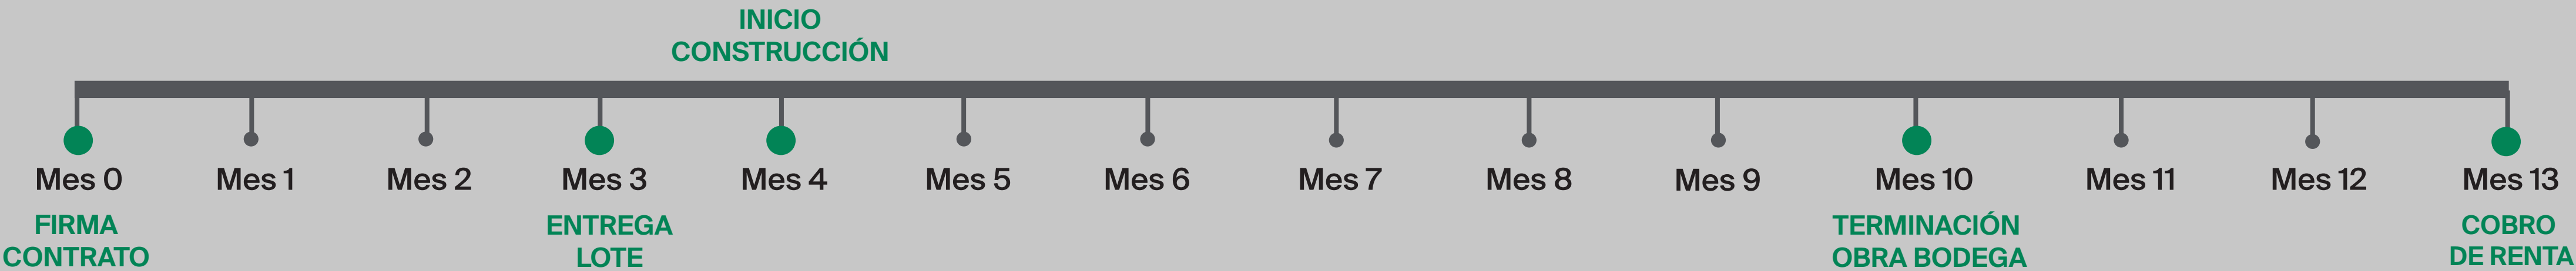 INICIO
CONSTRUCCIÓN
Mes 0
Mes 1
Mes 2
Mes 3
Mes 4
Mes 5
Mes 6
Mes 7
Mes 8
Mes 9
Mes 10
Mes 11
Mes 12
Mes 13
FIRMA
CONTRATO
ENTREGA
LOTE
TERMINACIÓN
OBRA BODEGA
COBRO
DE RENTA